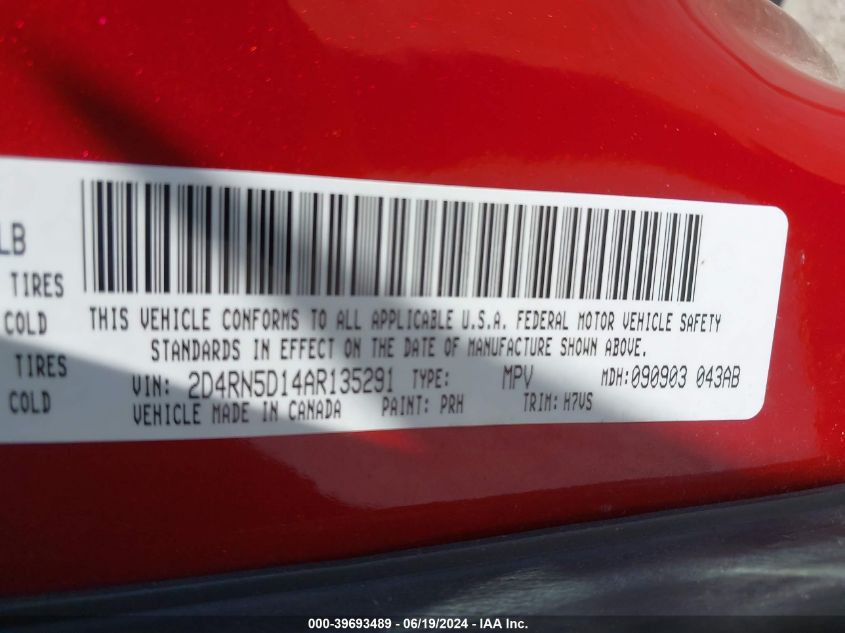 LB
TIRES
COLD
TIRES
COLD
THIS VEHICLE CONFORMS TO ALL APPLICABLE U.S.A. FEDERAL MOTOR VEHICLE SAFETY
STANDARDS IN EFFECT ON THE DATE OF MANUFACTURE SHOWN ABOVE.
VIN: 2D4RN5D14AR135291 TYPE: MPV MDH:090903 043AB
VEHICLE MADE IN CANADA PAINT: PRH TRIM: H7VS
000-39693489 - 06/19/2024 - IAA Inc.